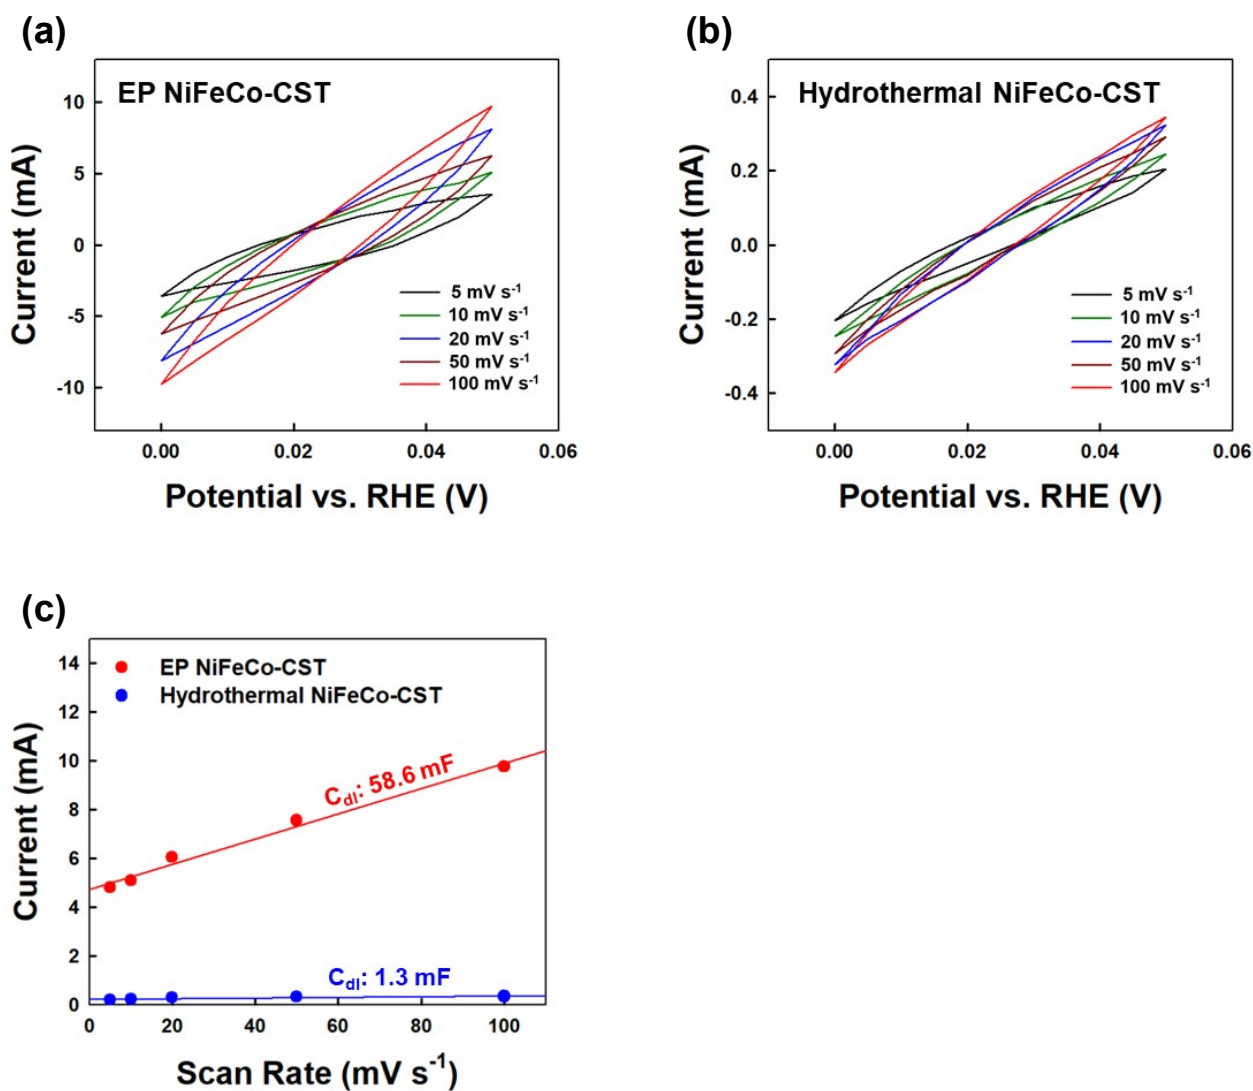 (a)
EP NiFeCo-CST
10
5
0
-5
-10
Current (mA)
5 mV s⁻¹
10 mV s⁻¹
20 mV s⁻¹
50 mV s⁻¹
100 mV s⁻¹
0.00 0.02 0.04 0.06
Potential vs. RHE (V)
(b)
Hydrothermal NiFeCo-CST
0.4
0.2
0.0
-0.2
-0.4
Current (mA)
5 mV s⁻¹
10 mV s⁻¹
20 mV s⁻¹
50 mV s⁻¹
100 mV s⁻¹
0.00 0.02 0.04 0.06
Potential vs. RHE (V)
(c)
EP NiFeCo-CST
Hydrothermal NiFeCo-CST
14
12
10
8
6
4
2
0
Current (mA)
C_dl: 58.6 mF
C_dl: 1.3 mF
0 20 40 60 80 100
Scan Rate (mV s⁻¹)